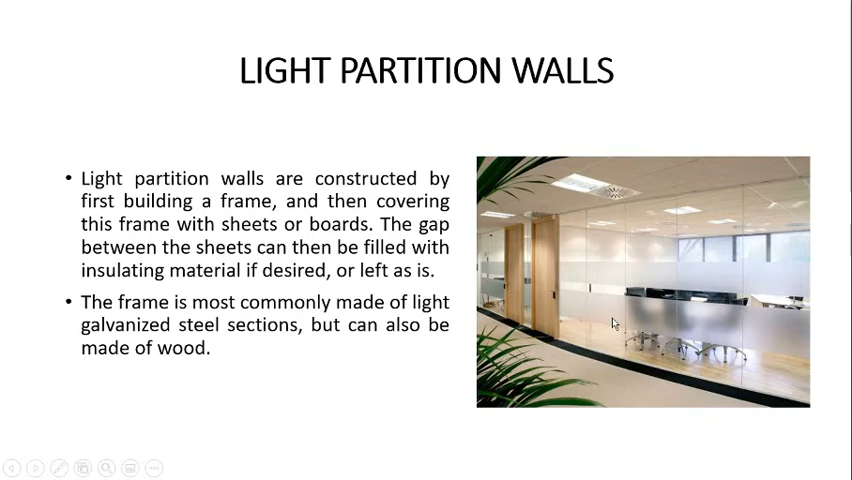 LIGHT PARTITION WALLS
• Light partition walls are constructed by
first building a frame, and then covering
this frame with sheets or boards. The gap
between the sheets can then be filled with
insulating material if desired, or left as is.
• The frame is most commonly made of light
galvanized steel sections, but can also be
made of wood.